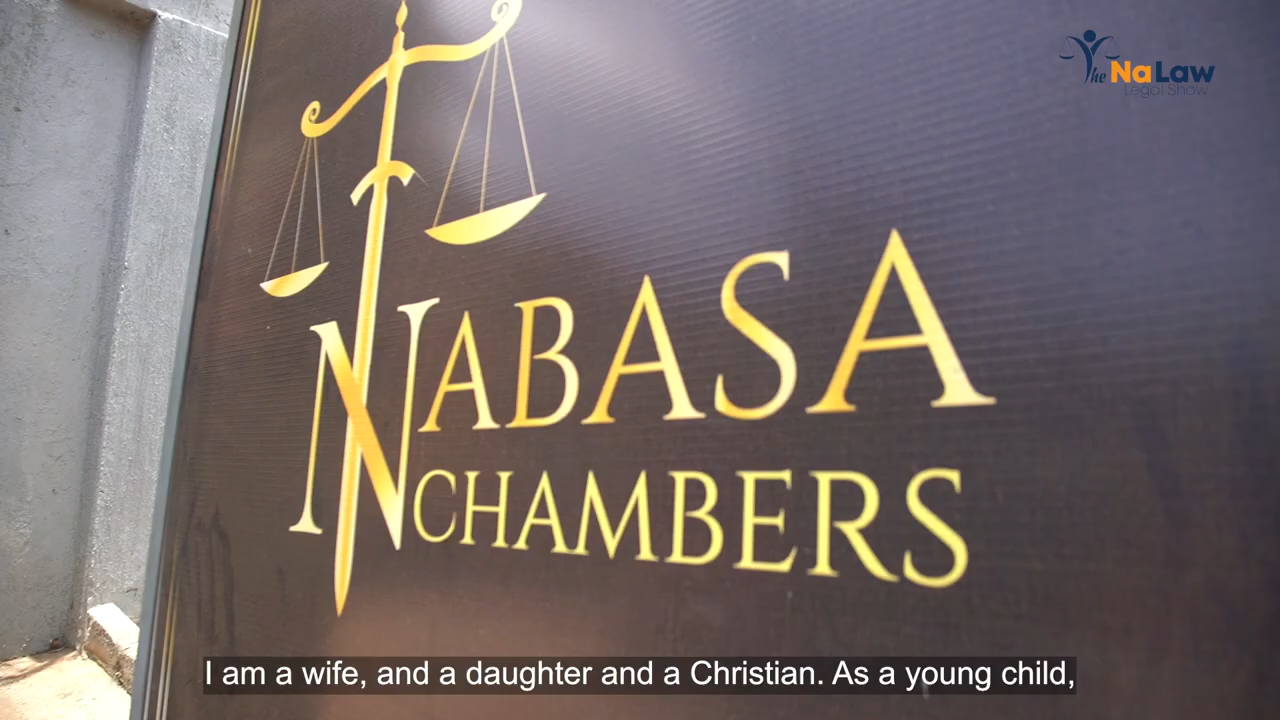 The NaLaw
Legal Show
NABASA
CHAMBERS
I am a wife, and a daughter and a Christian. As a young child,